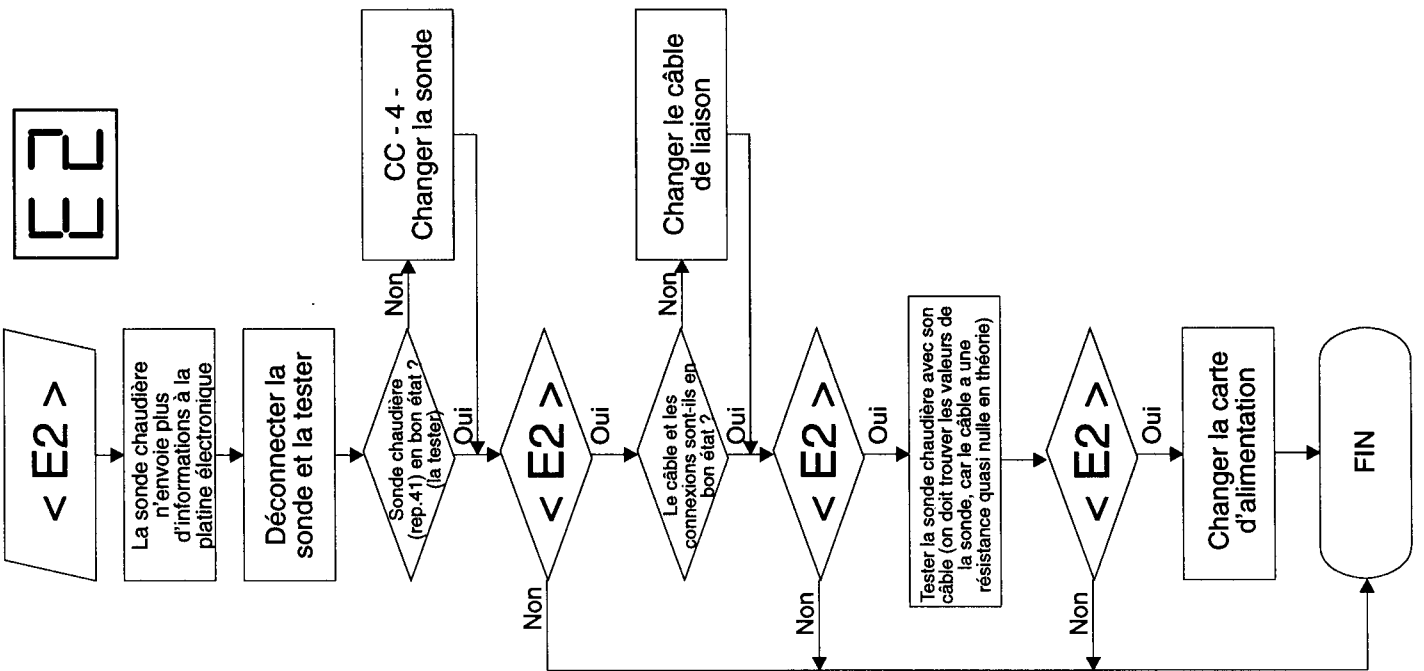 E2
< E2 >
La sonde chaudière
n'envoie plus
d'informations à la
platine électronique
Déconnecter la
sonde et la tester
Sonde chaudière
(rep.41) en bon état ?
(la tester)
Non
CC - 4 -
Changer la sonde
Oui
< E2 >
Non
Oui
Le câble et les
connexions sont-ils en
bon état ?
Non
Changer le câble
de liaison
Oui
< E2 >
Non
Oui
Tester la sonde chaudière avec son
câble (on doit trouver les valeurs de
la sonde, car le câble a une
résistance quasi nulle en théorie)
< E2 >
Non
Oui
Changer la carte
d'alimentation
FIN